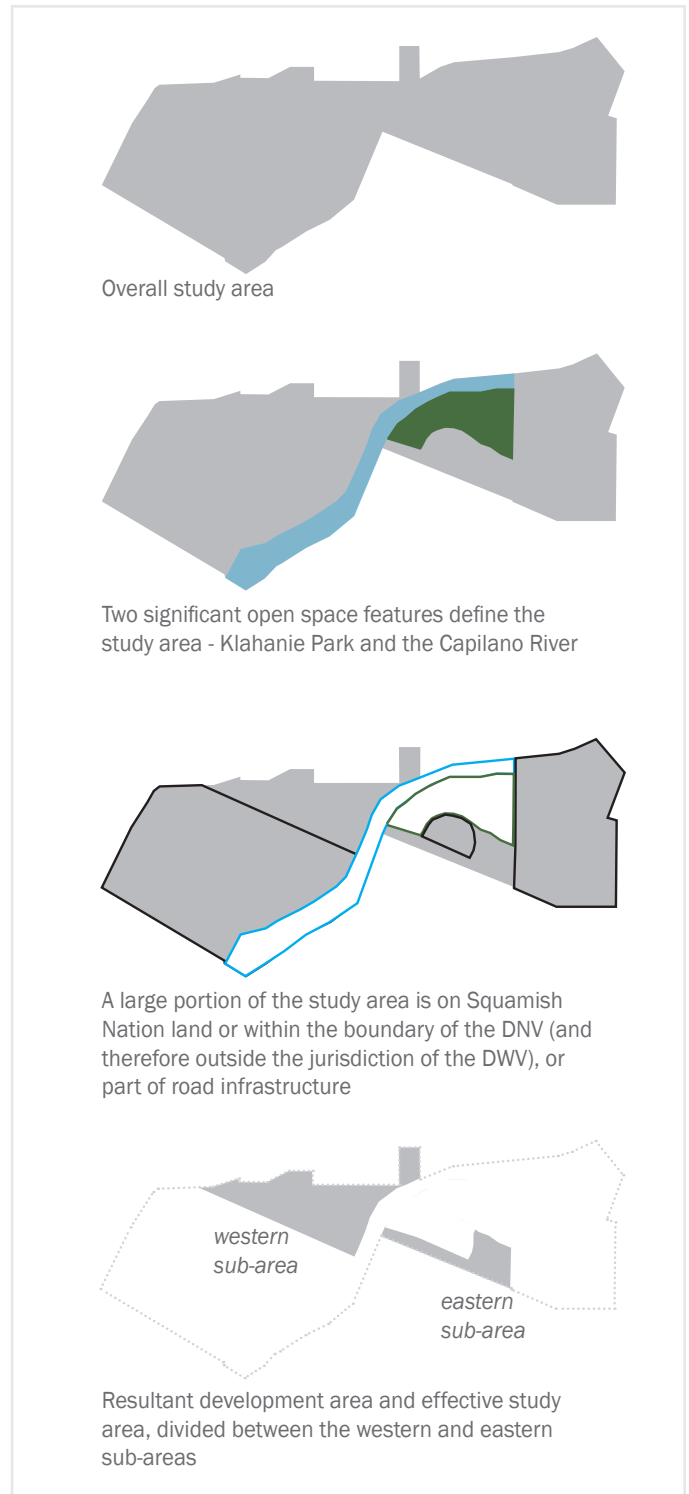 Overall study area
Two significant open space features define the
study area - Klahanie Park and the Capilano River
A large portion of the study area is on Squamish
Nation land or within the boundary of the DNV (and
therefore outside the jurisdiction of the DWV), or
part of road infrastructure
western
sub-area
eastern
sub-area
Resultant development area and effective study
area, divided between the western and eastern
sub-areas